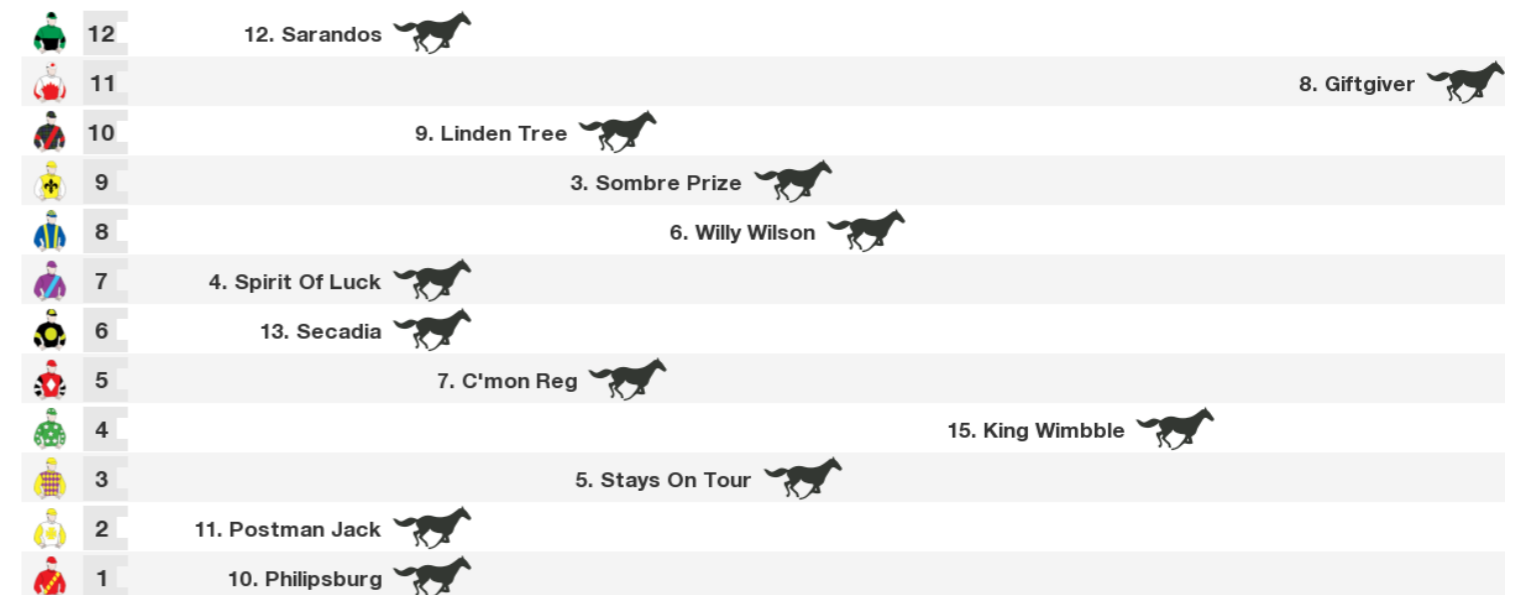 12 12. Sarandos
11 8. Giftgiver
10 9. Linden Tree
9 3. Sombre Prize
8 6. Willy Wilson
7 4. Spirit Of Luck
6 13. Secadia
5 7. C'mon Reg
4 15. King Wimbble
3 5. Stays On Tour
2 11. Postman Jack
1 10. Philipsburg